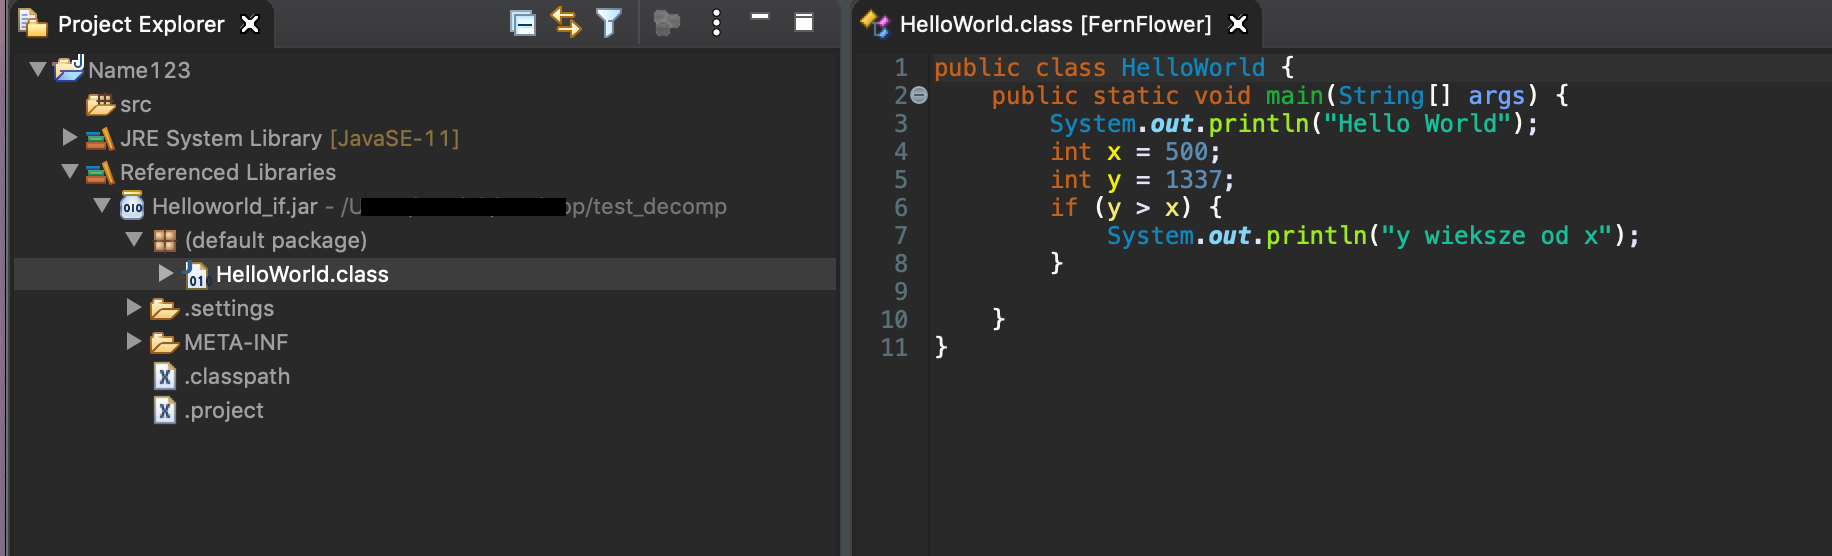 Project Explorer
Name123
src
JRE System Library [JavaSE-11]
Referenced Libraries
Helloworld_if.jar - /U op/test_decomp
(default package)
HelloWorld.class
.settings
META-INF
.classpath
.project
HelloWorld.class [FernFlower]
1 public class HelloWorld {
2 public static void main(String[] args) {
3 System.out.println("Hello World");
4 int x = 500;
5 int y = 1337;
6 if (y > x) {
7 System.out.println("y wieksze od x");
8 }
9
10 }
11 }